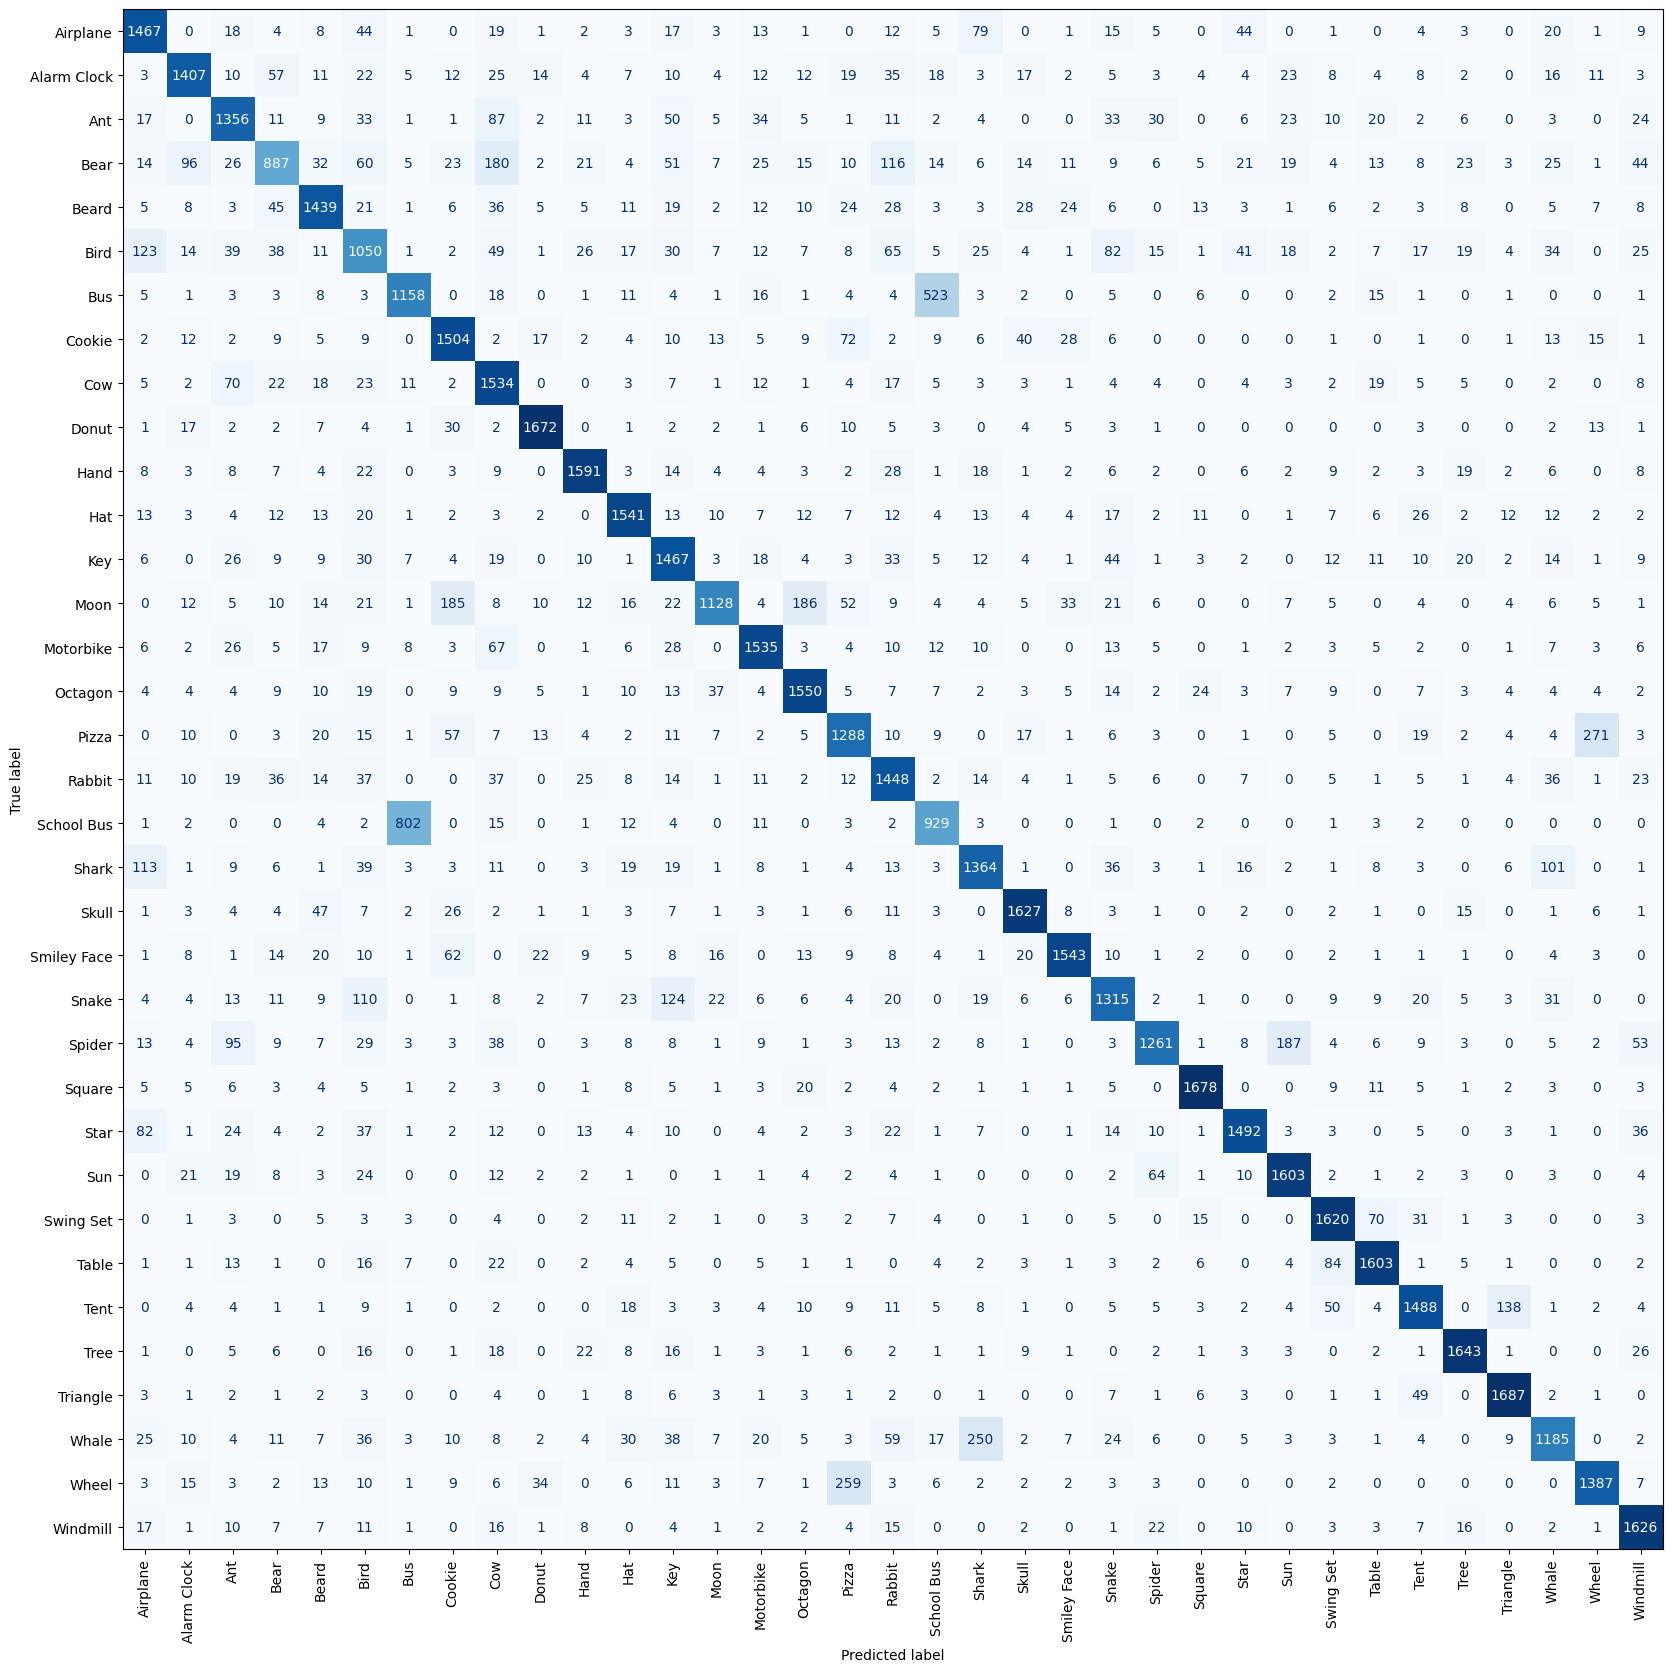 Airplane 1467 0 18 4 8 44 1 0 19 1 2 3 17 3 13 1 0 12 5 79 0 1 15 5 0 44 0 1 0 4 3 0 20 1 9
Alarm Clock 3 1407 10 57 11 22 5 12 25 14 4 7 10 4 12 12 19 35 18 3 17 2 5 3 4 4 23 8 4 8 2 0 16 11 3
Ant 17 0 1356 11 9 33 1 1 87 2 11 3 50 5 34 5 1 11 2 4 0 0 33 30 0 6 23 10 20 2 6 0 3 0 24
Bear 14 96 26 887 32 60 5 23 180 2 21 4 51 7 25 15 10 116 14 6 14 11 9 6 5 21 19 4 13 8 23 3 25 1 44
Beard 5 8 3 45 1439 21 1 6 36 5 5 11 19 2 12 10 24 28 3 3 28 24 6 0 13 3 1 6 2 3 8 0 5 7 8
Bird 123 14 39 38 11 1050 1 2 49 1 26 17 30 7 12 7 8 65 5 25 4 1 82 15 1 41 18 2 7 17 19 4 34 0 25
Bus 5 1 3 3 8 3 1158 0 18 0 1 11 4 1 16 1 4 4 523 3 2 0 5 0 6 0 0 2 15 1 0 1 0 0 1
Cookie 2 12 2 9 5 9 0 1504 2 17 2 4 10 13 5 9 72 2 9 6 40 28 6 0 0 0 0 1 0 1 0 1 13 15 1
Cow 5 2 70 22 18 23 11 2 1534 0 0 3 7 1 12 1 4 17 5 3 3 1 4 4 0 4 3 2 19 5 5 0 2 0 8
Donut 1 17 2 2 7 4 1 30 2 1672 0 1 2 2 1 6 10 5 3 0 4 5 3 1 0 0 0 0 0 3 0 0 2 13 1
Hand 8 3 8 7 4 22 0 3 9 0 1591 3 14 4 4 3 2 28 1 18 1 2 6 2 0 6 2 9 2 3 19 2 6 0 8
Hat 13 3 4 12 13 20 1 2 3 2 0 1541 13 10 7 12 7 12 4 13 4 4 17 2 11 0 1 7 6 26 2 12 12 2 2
Key 6 0 26 9 9 30 7 4 19 0 10 1 1467 3 18 4 3 33 5 12 4 1 44 1 3 2 0 12 11 10 20 2 14 1 9
Moon 0 12 5 10 14 21 1 185 8 10 12 16 22 1128 4 186 52 9 4 4 5 33 21 6 0 0 7 5 0 4 0 4 6 5 1
Motorbike 6 2 26 5 17 9 8 3 67 0 1 6 28 0 1535 3 4 10 12 10 0 0 13 5 0 1 2 3 5 2 0 1 7 3 6
Octagon 4 4 4 9 10 19 0 9 9 5 1 10 13 37 4 1550 5 7 7 2 3 5 14 2 24 3 7 9 0 7 3 4 4 4 2
Pizza 0 10 0 3 20 15 1 57 7 13 4 2 11 7 2 5 1288 10 9 0 17 1 6 3 0 1 0 5 0 19 2 4 4 271 3
Rabbit 11 10 19 36 14 37 0 0 37 0 25 8 14 1 11 2 12 1448 2 14 4 1 5 6 0 7 0 5 1 5 1 4 36 1 23
School Bus 1 2 0 0 4 2 802 0 15 0 1 12 4 0 11 0 3 2 929 3 0 0 1 0 2 0 0 1 3 2 0 0 0 0 0
Shark 113 1 9 6 1 39 3 3 11 0 3 19 19 1 8 1 4 13 3 1364 1 0 36 3 1 16 2 1 8 3 0 6 101 0 1
Skull 1 3 4 4 47 7 2 26 2 1 1 3 7 1 3 1 6 11 3 0 1627 8 3 1 0 2 0 2 1 0 15 0 1 6 1
Smiley Face 1 8 1 14 20 10 1 62 0 22 9 5 8 16 0 13 9 8 4 1 20 1543 10 1 2 0 0 2 1 1 1 0 4 3 0
Snake 4 4 13 11 9 110 0 1 8 2 7 23 124 22 6 6 4 20 0 19 6 6 1315 2 1 0 0 9 9 20 5 3 31 0 0
Spider 13 4 95 9 7 29 3 3 38 0 3 8 8 1 9 1 3 13 2 8 1 0 3 1261 1 8 187 4 6 9 3 0 5 2 53
Square 5 5 6 3 4 5 1 2 3 0 1 8 5 1 3 20 2 4 2 1 1 1 5 0 1678 0 0 9 11 5 1 2 3 0 3
Star 82 1 24 4 2 37 1 2 12 0 13 4 10 0 4 2 3 22 1 7 0 1 14 10 1 1492 3 3 0 5 0 3 1 0 36
Sun 0 21 19 8 3 24 0 0 12 2 2 1 0 1 1 4 2 4 1 0 0 0 2 64 1 10 1603 2 1 2 3 0 3 0 4
Swing Set 0 1 3 0 5 3 3 0 4 0 2 11 2 1 0 3 2 7 4 0 1 0 5 0 15 0 0 1620 70 31 1 3 0 0 3
Table 1 1 13 1 0 16 7 0 22 0 2 4 5 0 5 1 1 0 4 2 3 1 3 2 6 0 4 84 1603 1 5 1 0 0 2
Tent 0 4 4 1 1 9 1 0 2 0 0 18 3 3 4 10 9 11 5 8 1 0 5 5 3 2 4 50 4 1488 0 138 1 2 4
Tree 1 0 5 6 0 16 0 1 18 0 22 8 16 1 3 1 6 2 1 1 9 1 0 2 1 3 3 0 2 1 1643 1 0 0 26
Triangle 3 1 2 1 2 3 0 0 4 0 1 8 6 3 1 3 1 2 0 1 0 0 7 1 6 3 0 1 1 49 0 1687 2 1 0
Whale 25 10 4 11 7 36 3 10 8 2 4 30 38 7 20 5 3 59 17 250 2 7 24 6 0 5 3 3 1 4 0 9 1185 0 2
Wheel 3 15 3 2 13 10 1 9 6 34 0 6 11 3 7 1 259 3 6 2 2 2 3 3 0 0 0 2 0 0 0 0 0 1387 7
Windmill 17 1 10 7 7 11 1 0 16 1 8 0 4 1 2 2 4 15 0 0 2 0 1 22 0 10 0 3 3 7 16 0 2 1 1626
True label
Airplane Alarm Clock Ant Bear Beard Bird Bus Cookie Cow Donut Hand Hat Key Moon Motorbike Octagon Pizza Rabbit School Bus Shark Skull Smiley Face Snake Spider Square Star Sun Swing Set Table Tent Tree Triangle Whale Wheel Windmill
Predicted label